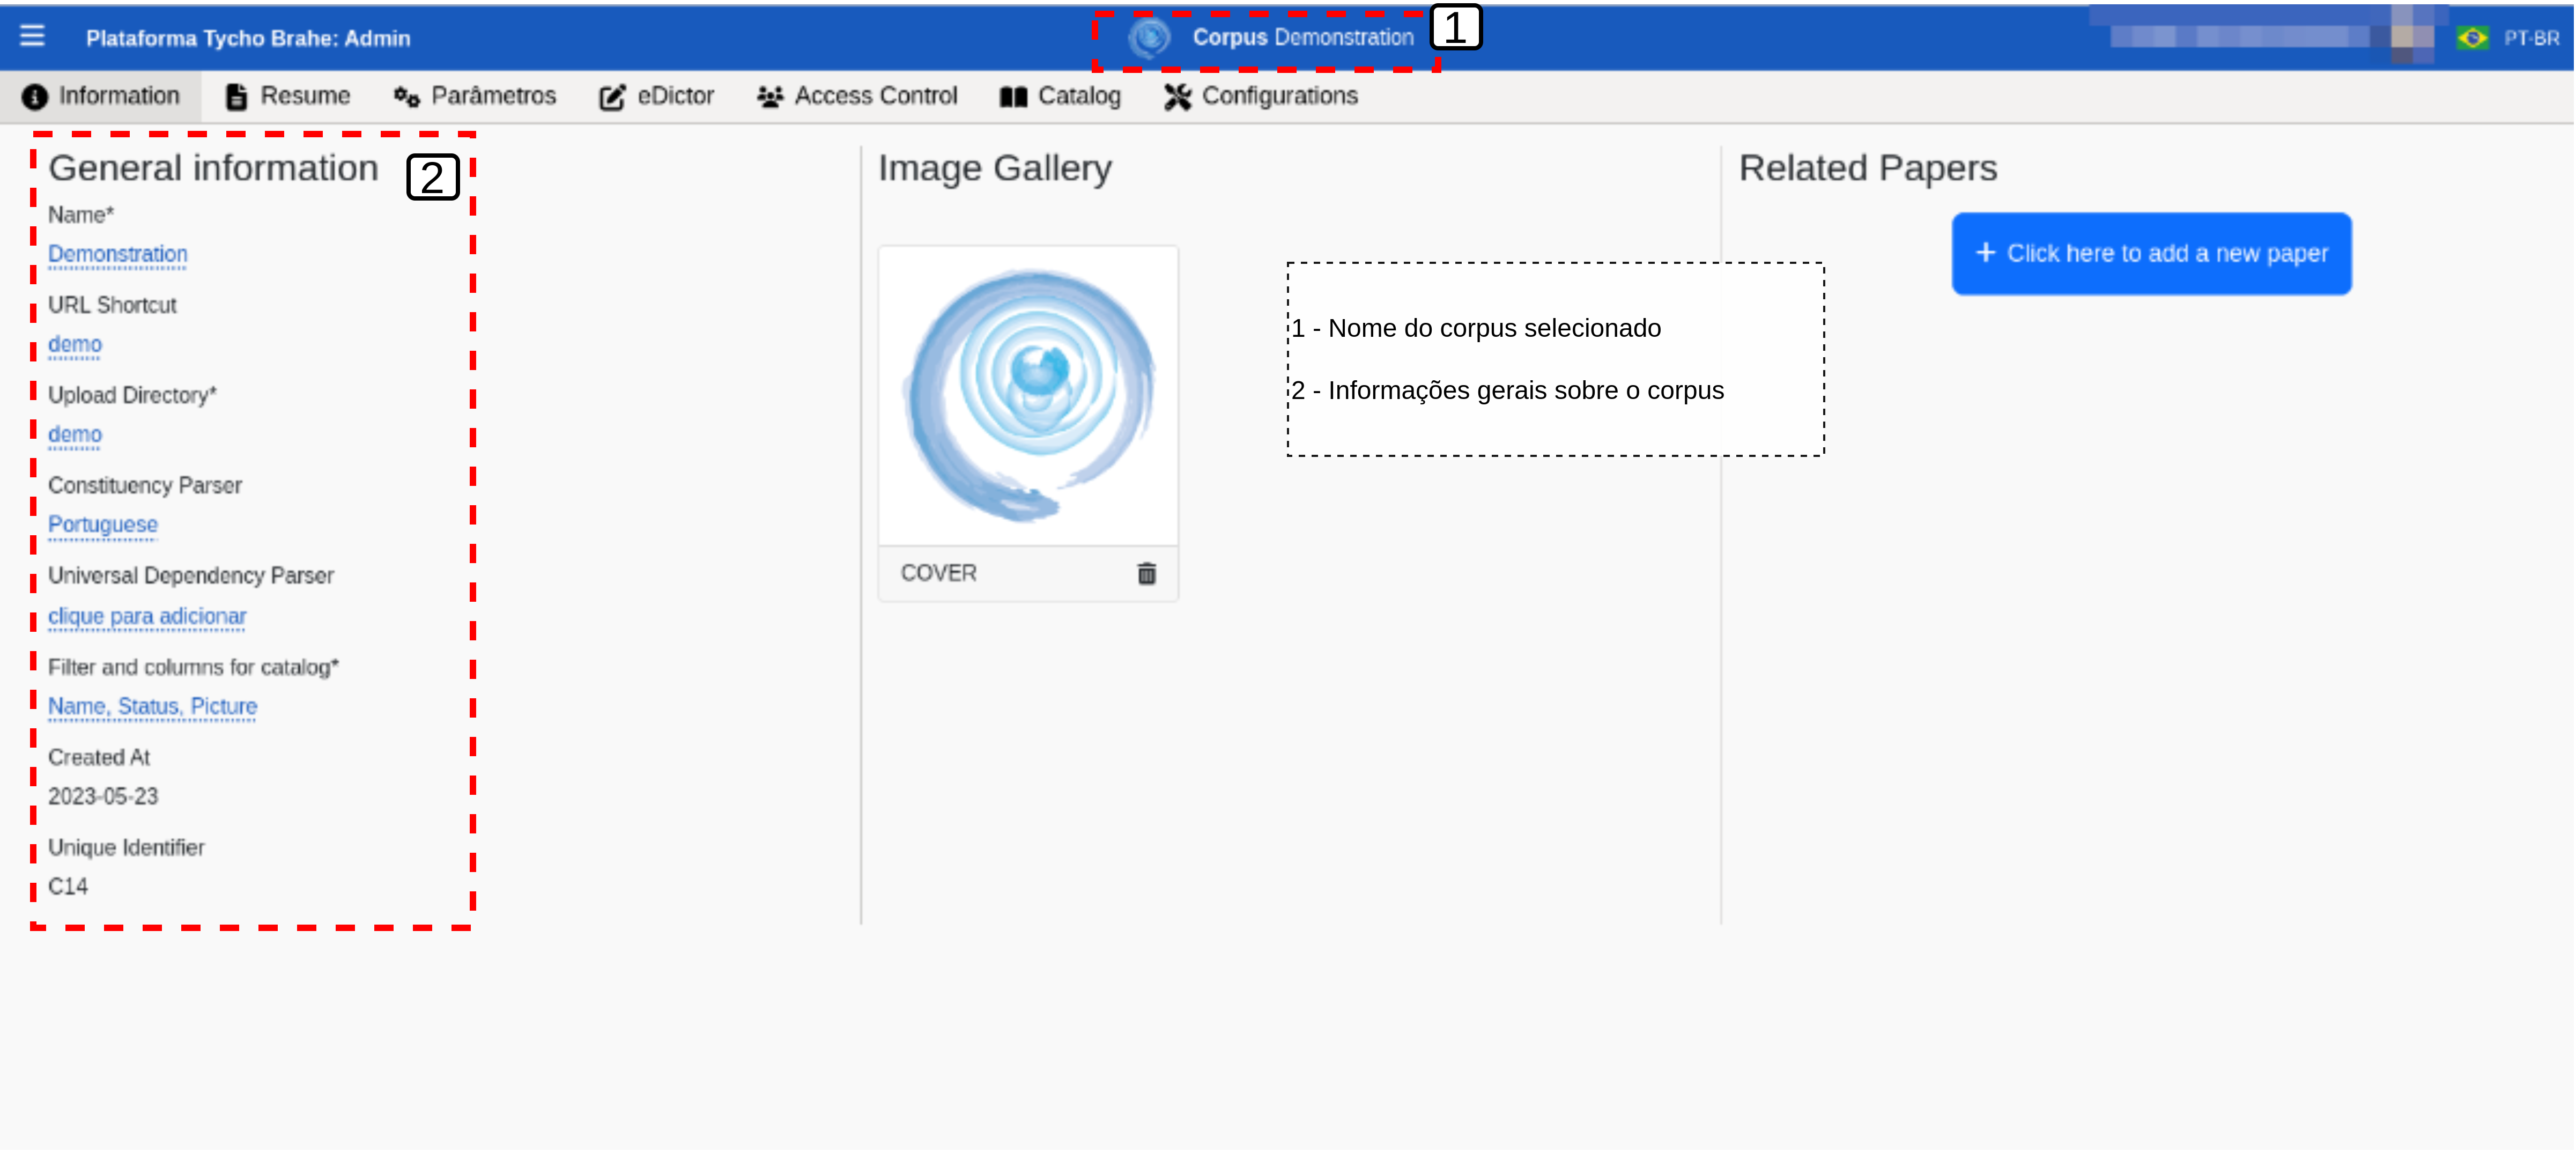 Plataforma Tycho Brahe: Admin
Corpus Demonstration
1
PT-BR
Information
Resume
Parâmetros
eDictor
Access Control
Catalog
Configurations
General information
2
Name*
Demonstration
URL Shortcut
demo
Upload Directory*
demo
Constituency Parser
Portuguese
Universal Dependency Parser
clique para adicionar
Filter and columns for catalog*
Name, Status, Picture
Created At
2023-05-23
Unique Identifier
C14
Image Gallery
COVER
1 - Nome do corpus selecionado
2 - Informações gerais sobre o corpus
Related Papers
+ Click here to add a new paper